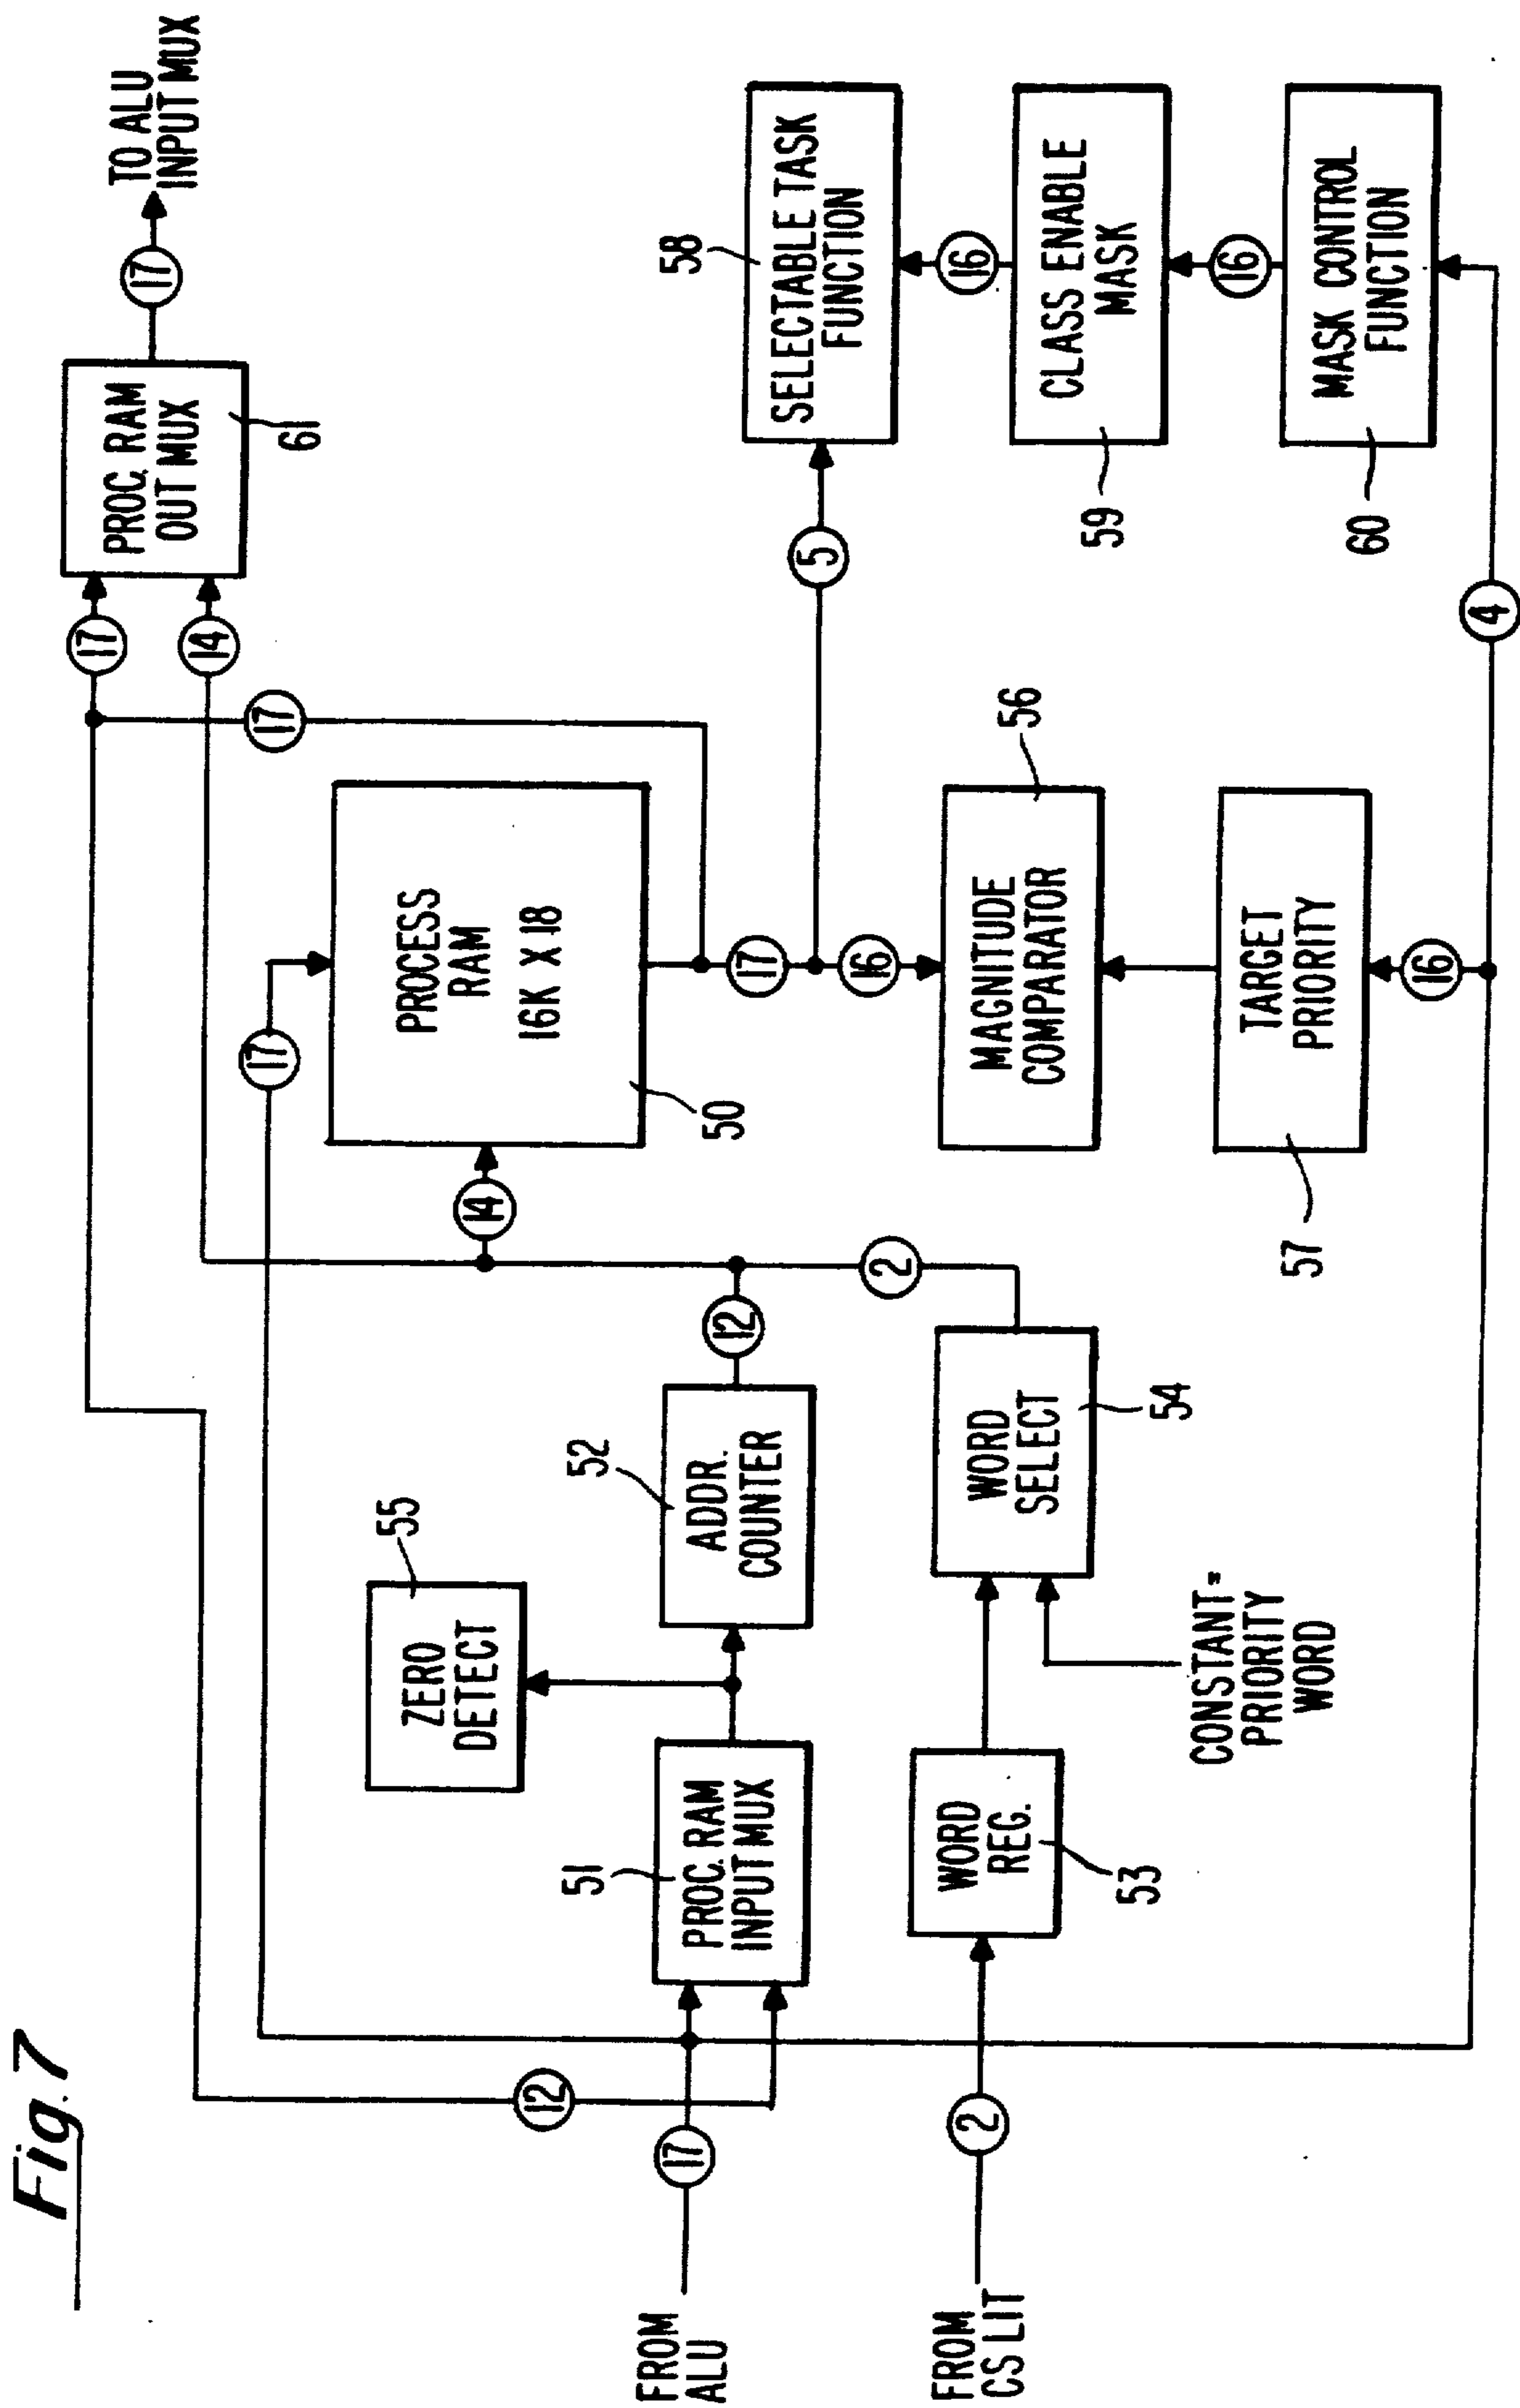 Fig. 7
TO ALU
INPUT MUX
17
PROC. RAM
OUT MUX
61
17
14
17
17
PROCESS
RAM
16K X 18
50
14
17
16
5
58
SELECTABLE TASK
FUNCTION
16
CLASS ENABLE
MASK
59
16
MASK CONTROL
FUNCTION
60
4
56
MAGNITUDE
COMPARATOR
TARGET
PRIORITY
57
16
55
ZERO
DETECT
52
ADDR.
COUNTER
12
2
WORD
SELECT
54
51
PROC. RAM
INPUT MUX
12
17
FROM
ALU
WORD
REG.
53
CONSTANT=
PRIORITY
WORD
2
FROM
CS LIT